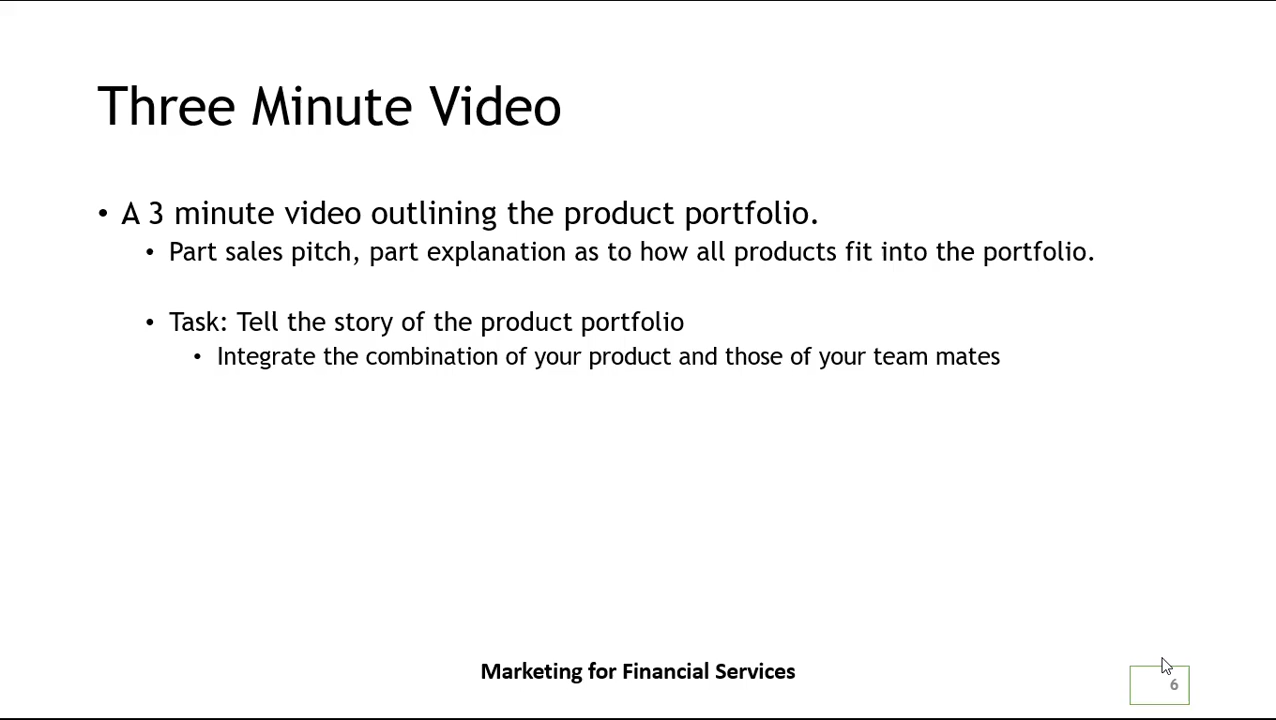 Three Minute Video
• A 3 minute video outlining the product portfolio.
• Part sales pitch, part explanation as to how all products fit into the portfolio.
• Task: Tell the story of the product portfolio
• Integrate the combination of your product and those of your team mates
Marketing for Financial Services
6